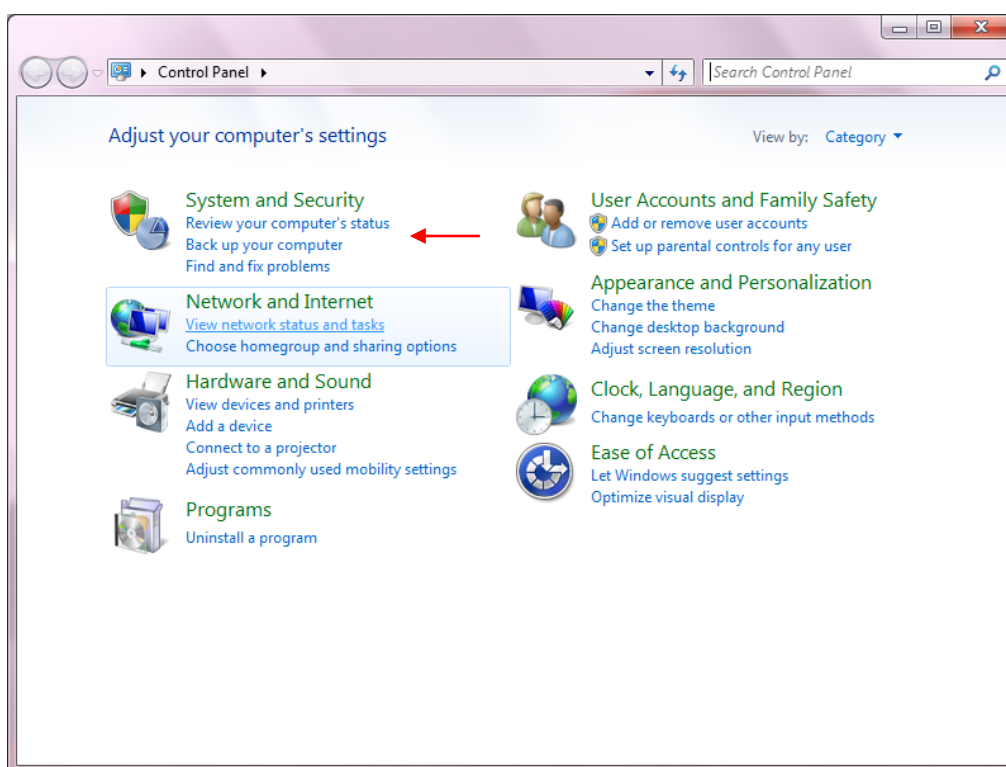 Control Panel
Search Control Panel
Adjust your computer's settings
View by: Category
System and Security
Review your computer's status
Back up your computer
Find and fix problems
Network and Internet
View network status and tasks
Choose homegroup and sharing options
Hardware and Sound
View devices and printers
Add a device
Connect to a projector
Adjust commonly used mobility settings
Programs
Uninstall a program
User Accounts and Family Safety
Add or remove user accounts
Set up parental controls for any user
Appearance and Personalization
Change the theme
Change desktop background
Adjust screen resolution
Clock, Language, and Region
Change keyboards or other input methods
Ease of Access
Let Windows suggest settings
Optimize visual display